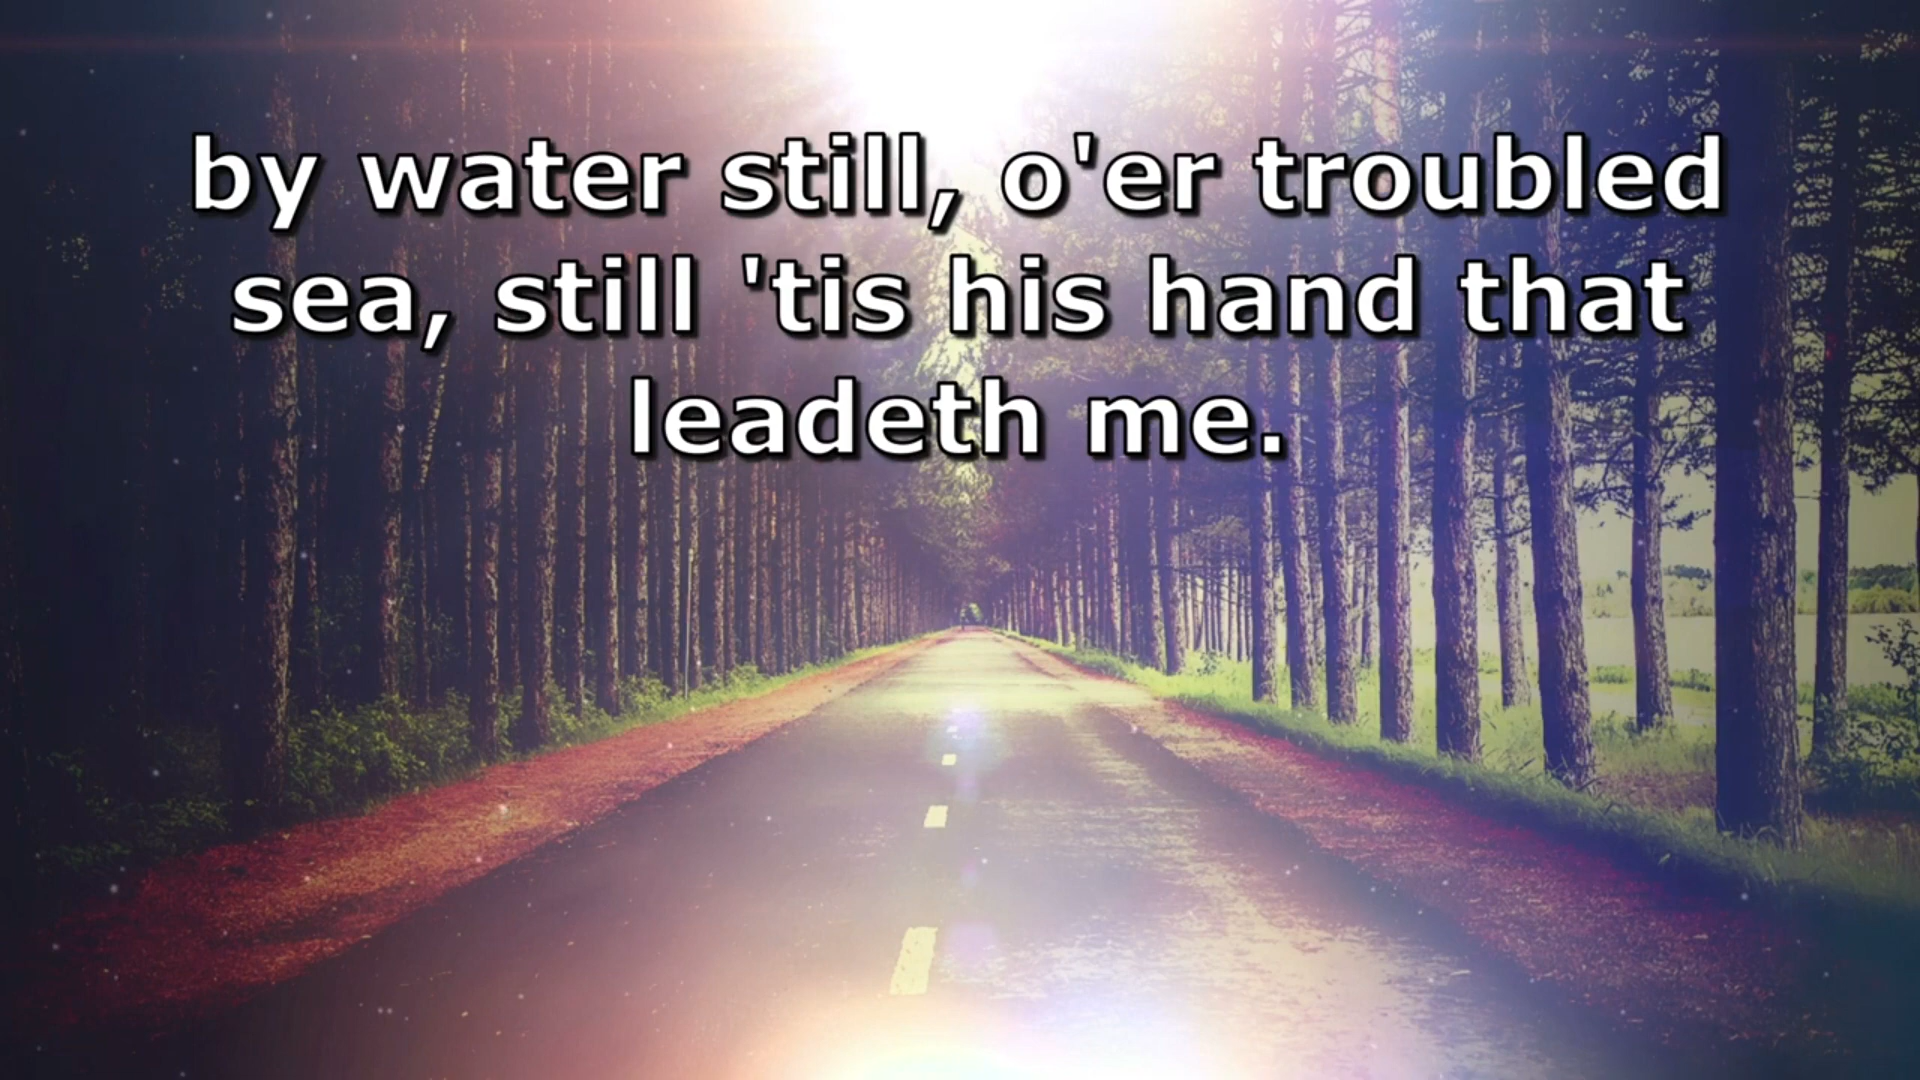 by water still, o'er troubled
sea, still 'tis his hand that
leadeth me.